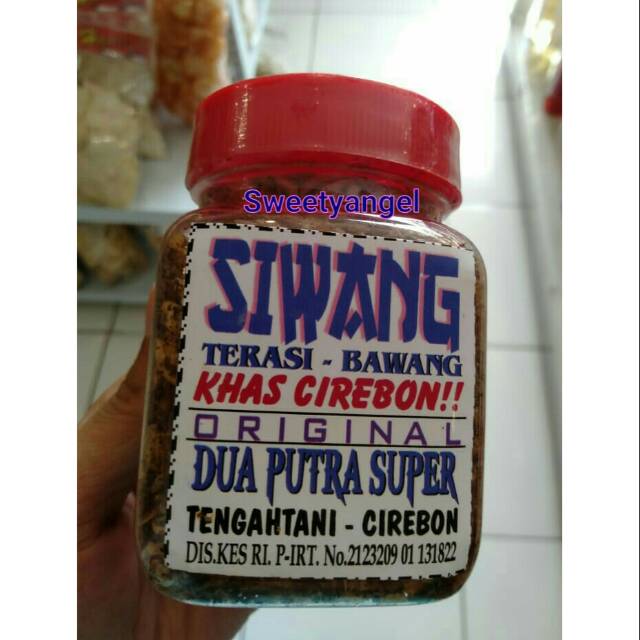 Sweetyangel
SIWANG
TERASI - BAWANG
KHAS CIREBON!!
ORIGINAL
DUA PUTRA SUPER
TENGAHTANI - CIREBON
DIS.KES RI. P-IRT. No.2123209 01 131822